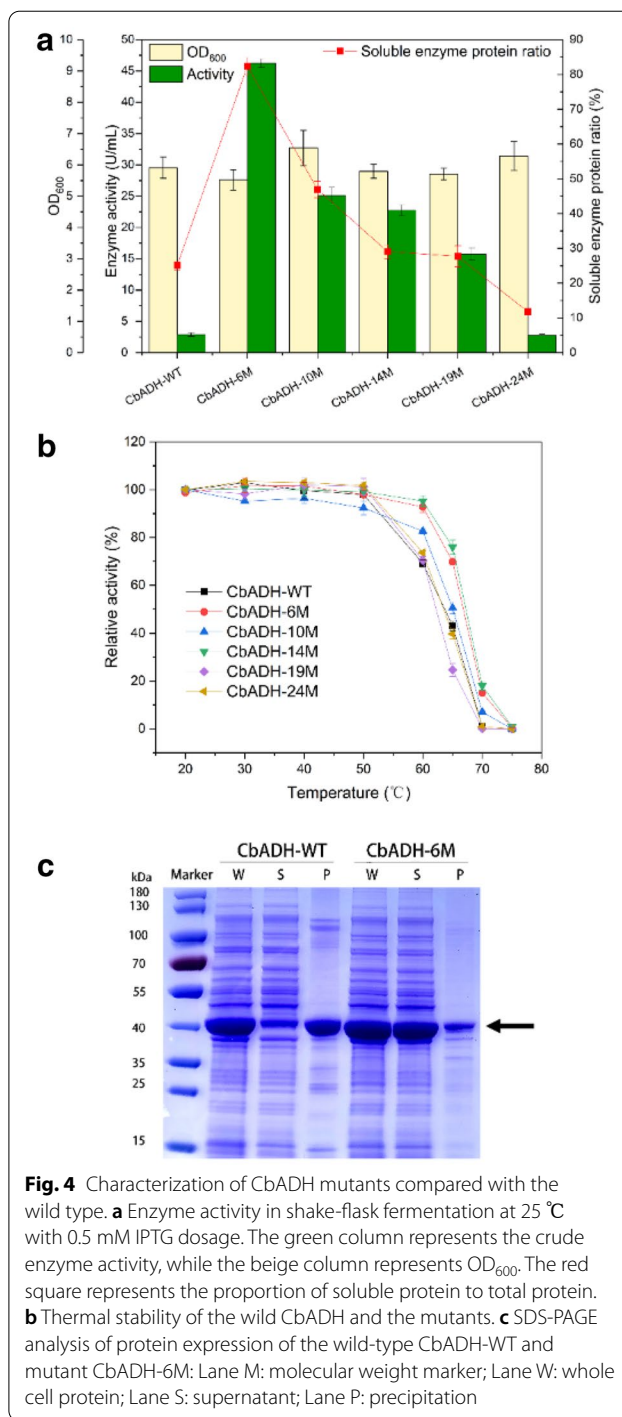 a
OD600
Activity
Soluble enzyme protein ratio
OD600
10
9
8
7
6
5
4
3
2
1
0
Enzyme activity (U/mL)
50
45
40
35
30
25
20
15
10
5
0
Soluble enzyme protein ratio (%)
90
80
70
60
50
40
30
20
10
0
CbADH-WT
CbADH-6M
CbADH-10M
CbADH-14M
CbADH-19M
CbADH-24M
b
Relative activity (%)
120
100
80
60
40
20
0
CbADH-WT
CbADH-6M
CbADH-10M
CbADH-14M
CbADH-19M
CbADH-24M
20 30 40 50 60 70 80
Temperature (℃)
c
CbADH-WT CbADH-6M
kDa Marker W S P W S P
180
130
100
70
55
40
35
25
15
Fig. 4 Characterization of CbADH mutants compared with the
wild type. a Enzyme activity in shake-flask fermentation at 25 ℃
with 0.5 mM IPTG dosage. The green column represents the crude
enzyme activity, while the beige column represents OD600. The red
square represents the proportion of soluble protein to total protein.
b Thermal stability of the wild CbADH and the mutants. c SDS-PAGE
analysis of protein expression of the wild-type CbADH-WT and
mutant CbADH-6M: Lane M: molecular weight marker; Lane W: whole
cell protein; Lane S: supernatant; Lane P: precipitation